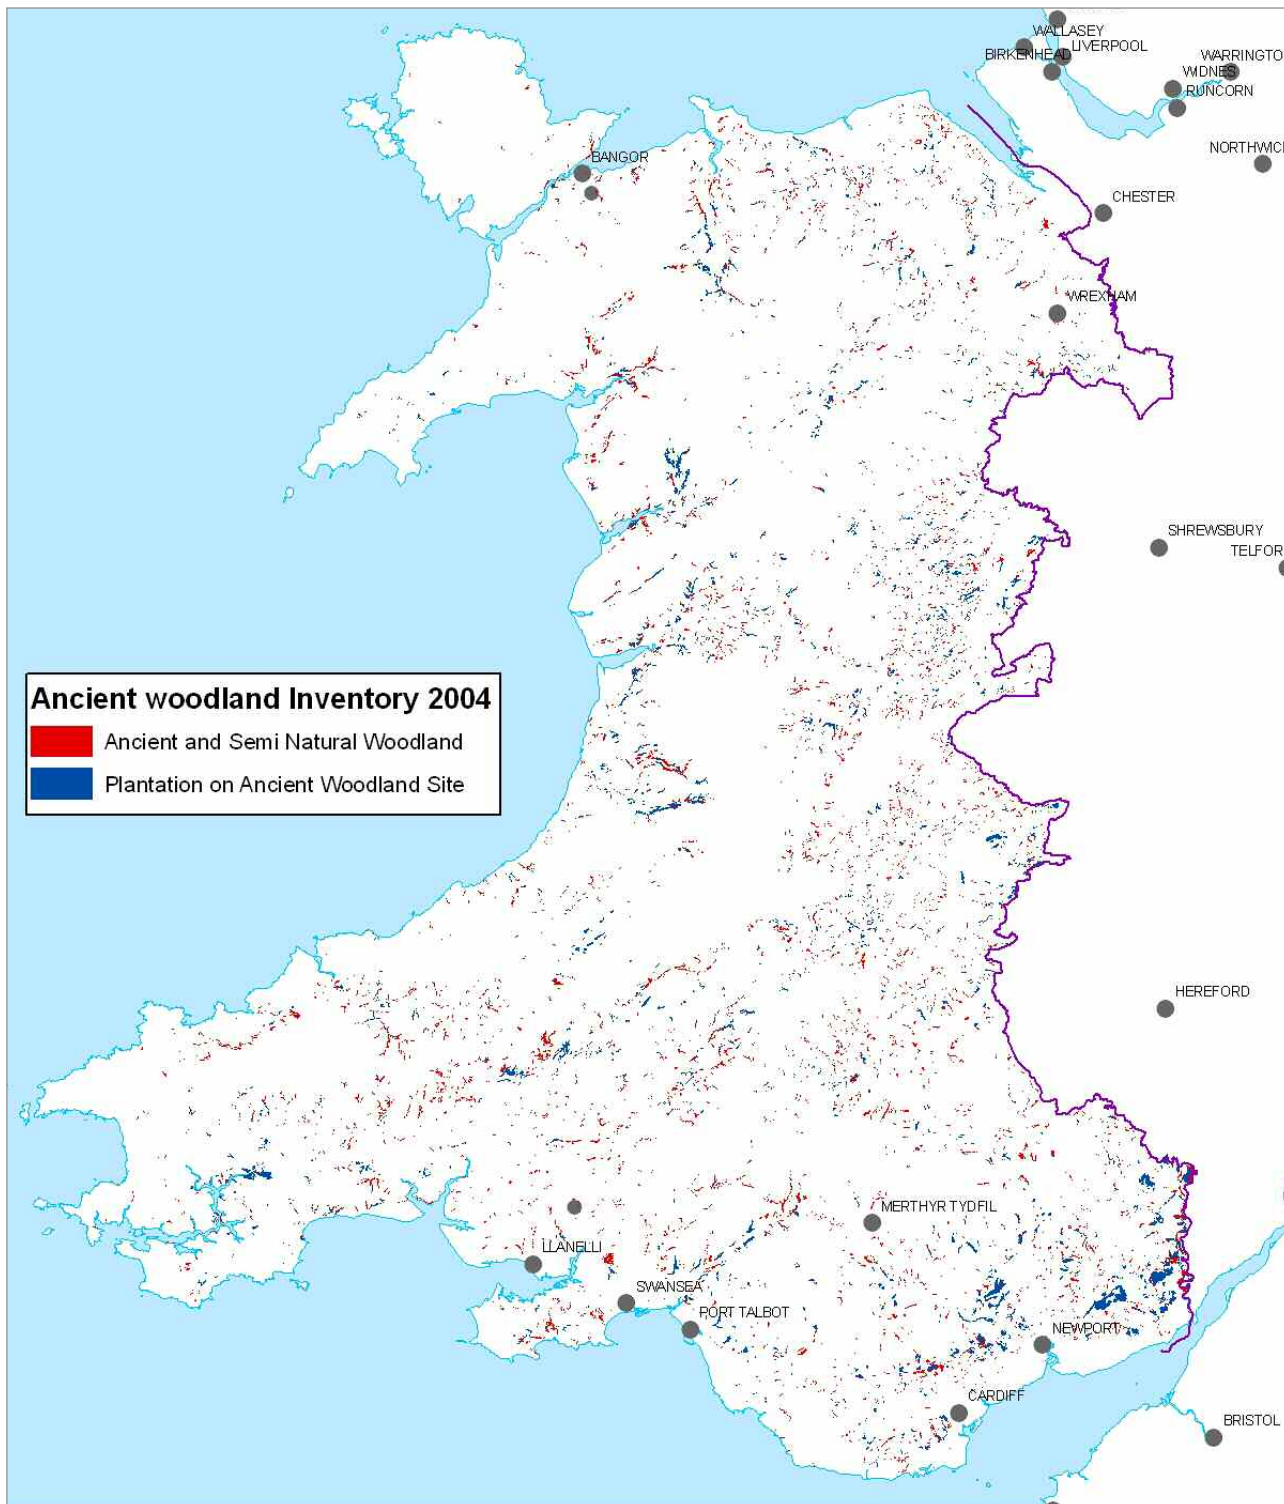 WALLASEY
LIVERPOOL
BIRKENHEAD
WARRINGTO
WIDNES
RUNCORN
NORTHWICH
BANGOR
CHESTER
WREXHAM
SHREWSBURY
TELFOR
Ancient woodland Inventory 2004
Ancient and Semi Natural Woodland
Plantation on Ancient Woodland Site
HEREFORD
MERTHYR TYDFIL
LLANELLI
SWANSEA
PORT TALBOT
NEWPORT
CARDIFF
BRISTOL